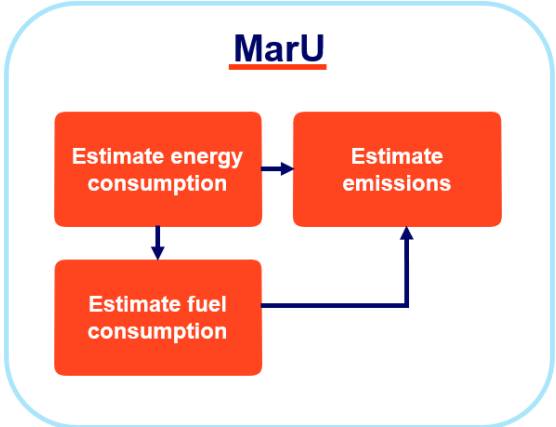 MarU
Estimate energy
consumption
Estimate
emissions
Estimate fuel
consumption